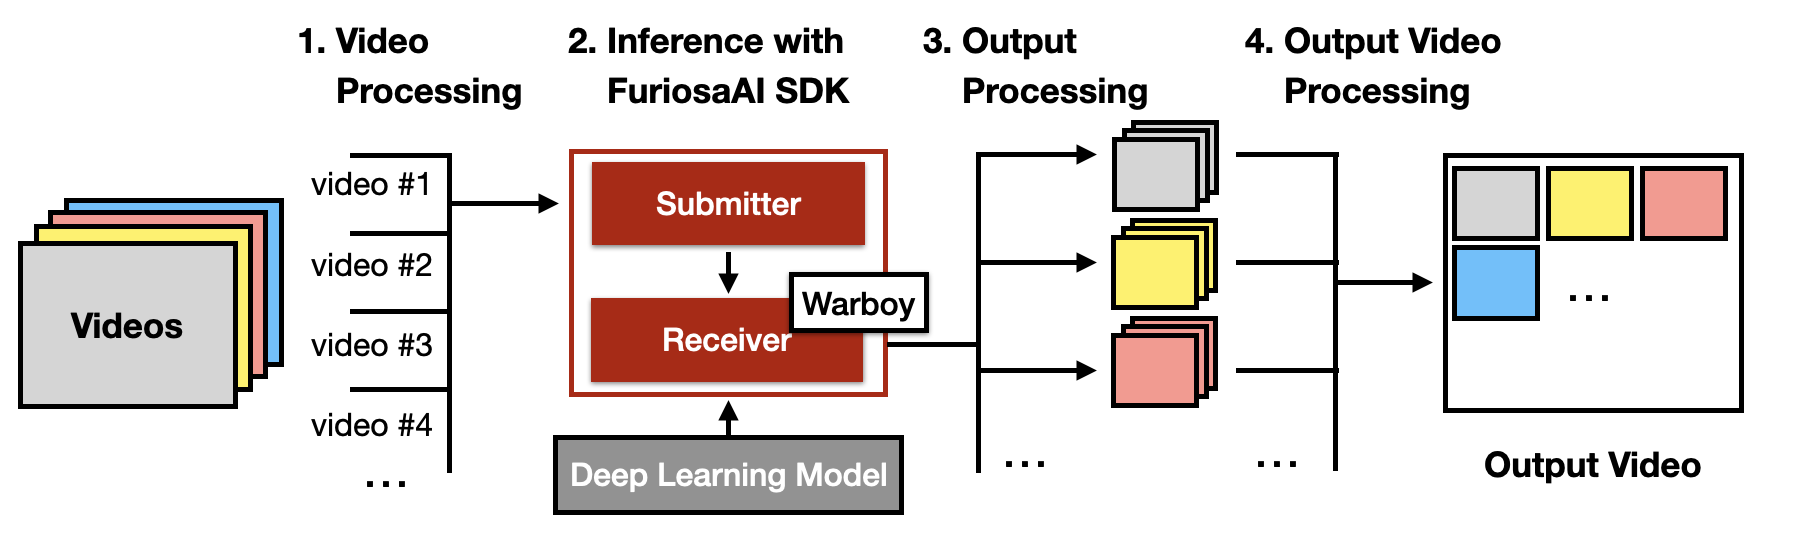 1. Video
Processing
2. Inference with
FuriosaAI SDK
3. Output
Processing
4. Output Video
Processing
Videos
video #1
video #2
video #3
video #4
...
Submitter
Receiver
Warboy
Deep Learning Model
...
...
...
Output Video